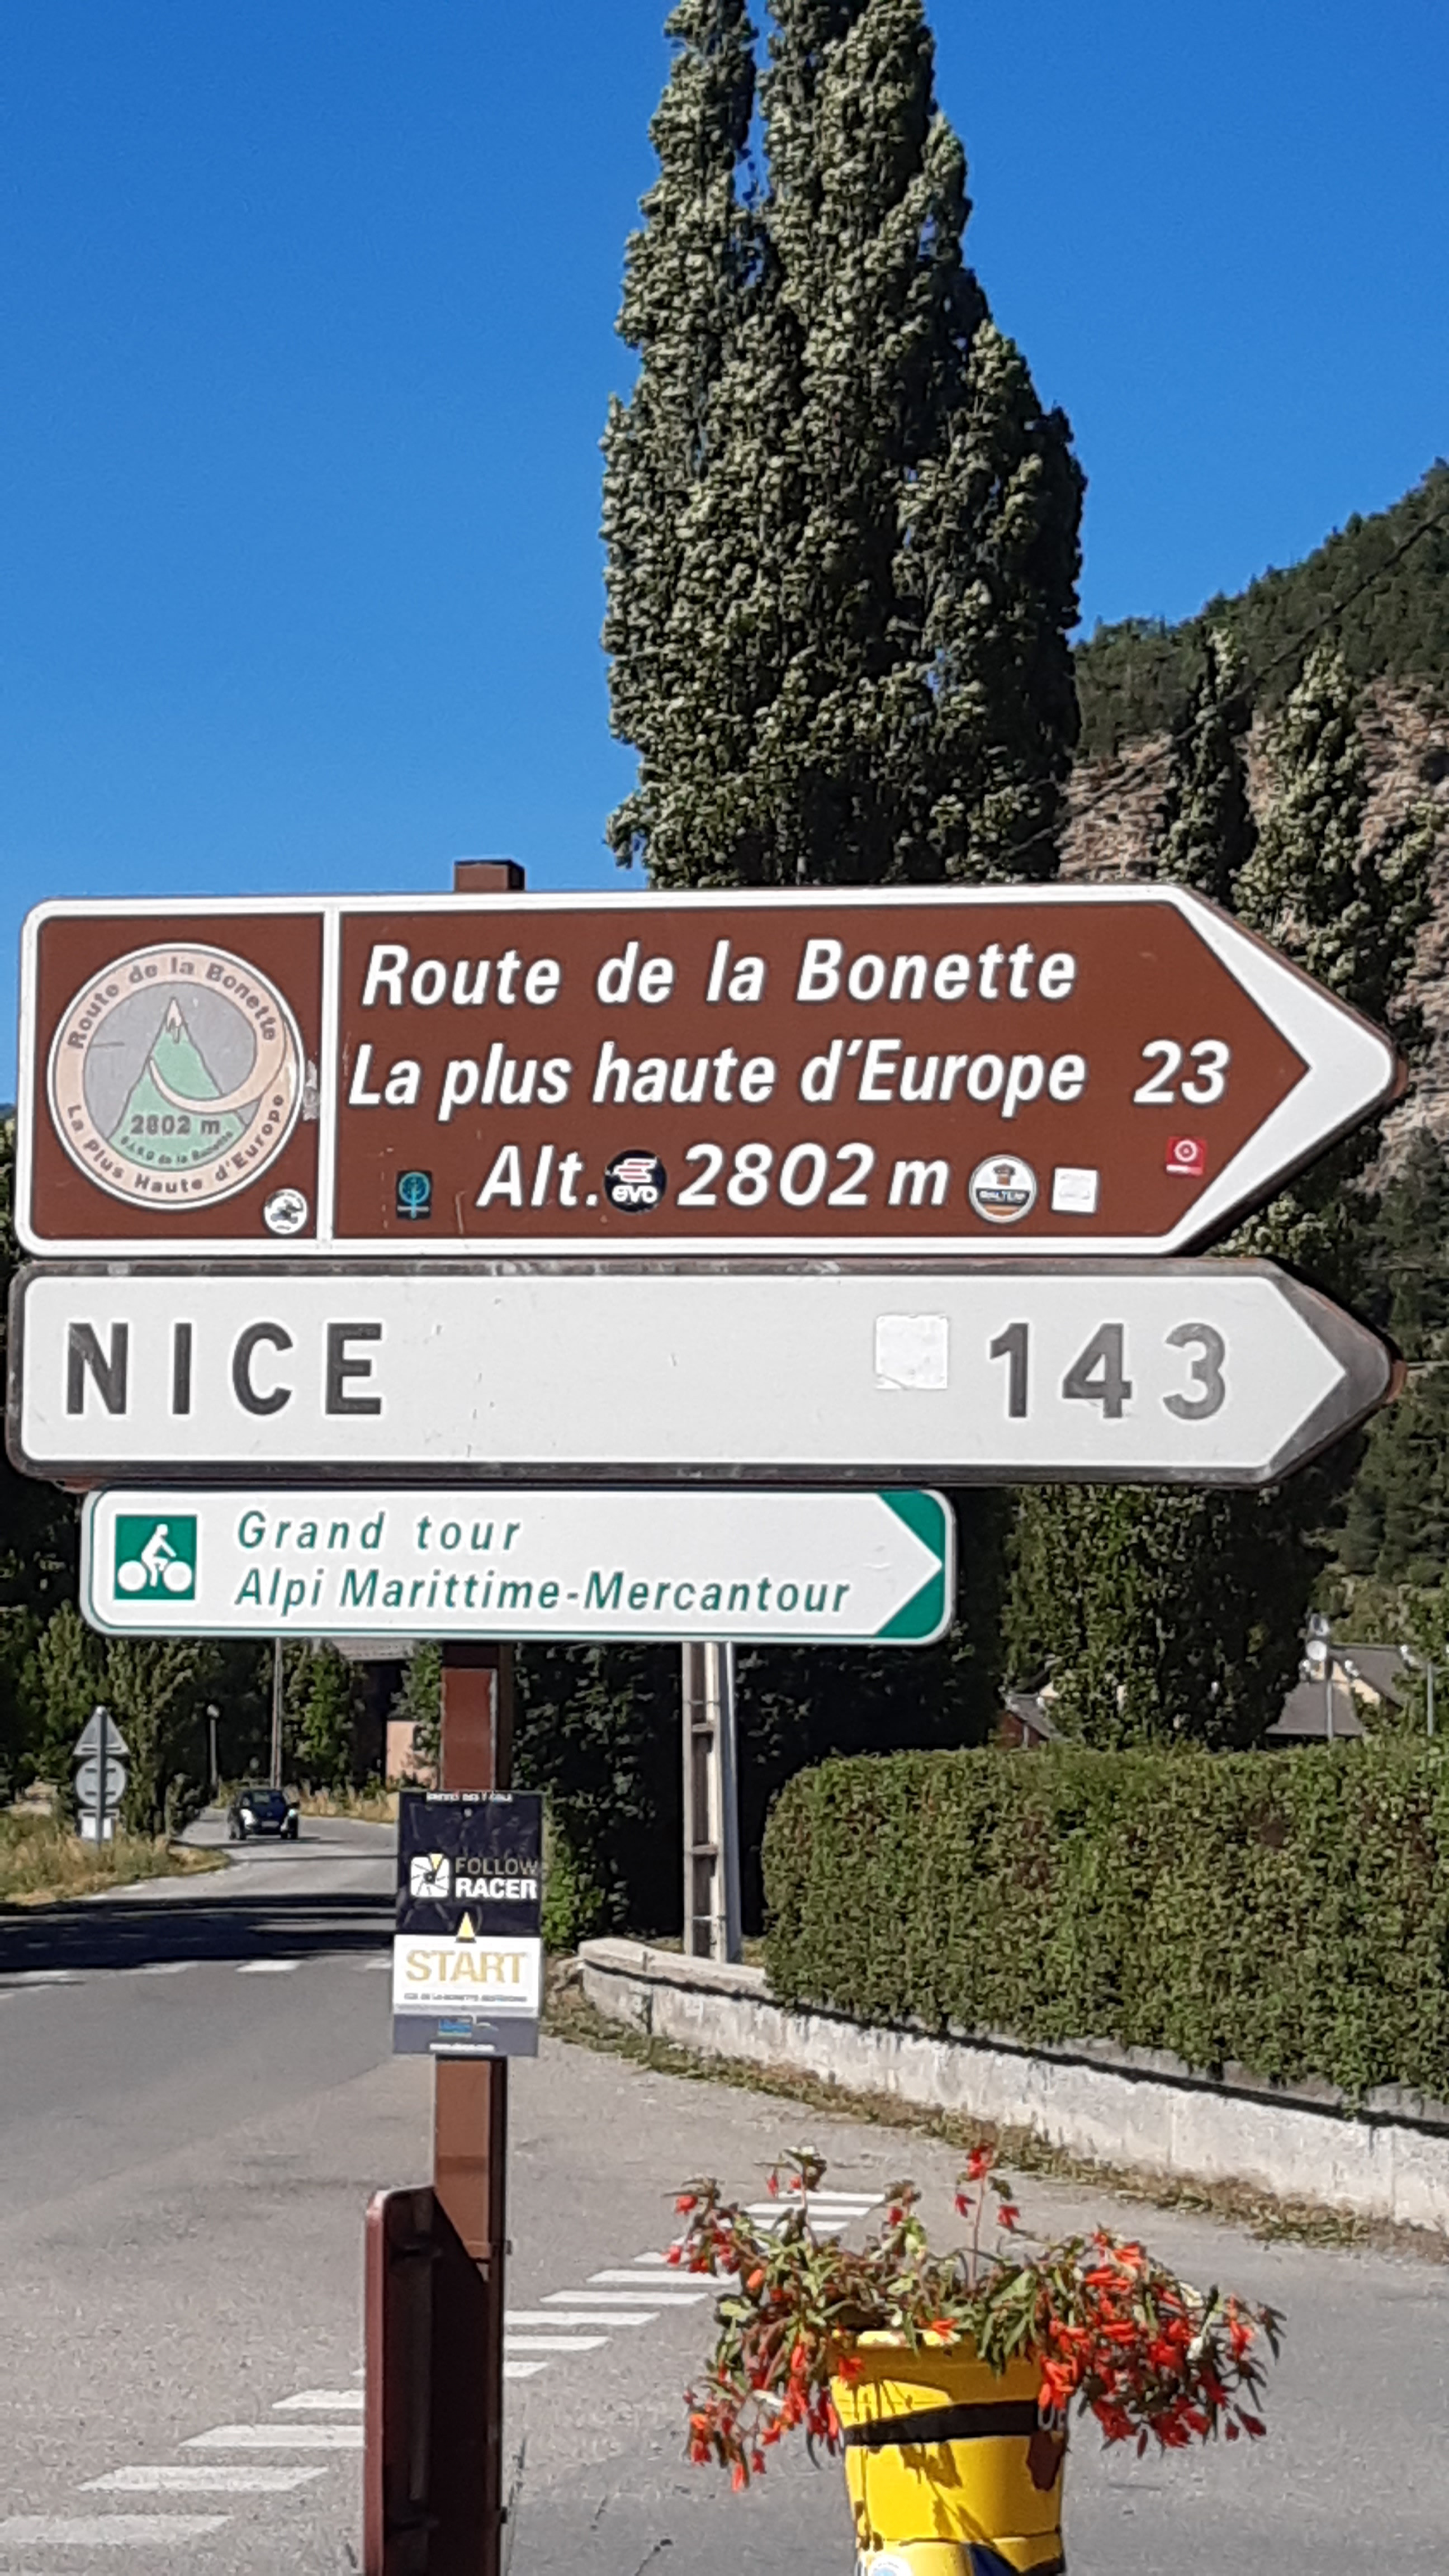 Route de la Bonette
2802 m
La Plus Haute d'Europe
Route de la Bonette
La plus haute d'Europe 23
Alt. 2802 m
evo
NICE 143
Grand tour
Alpi Marittime-Mercantour
FOLLOW
RACER
START